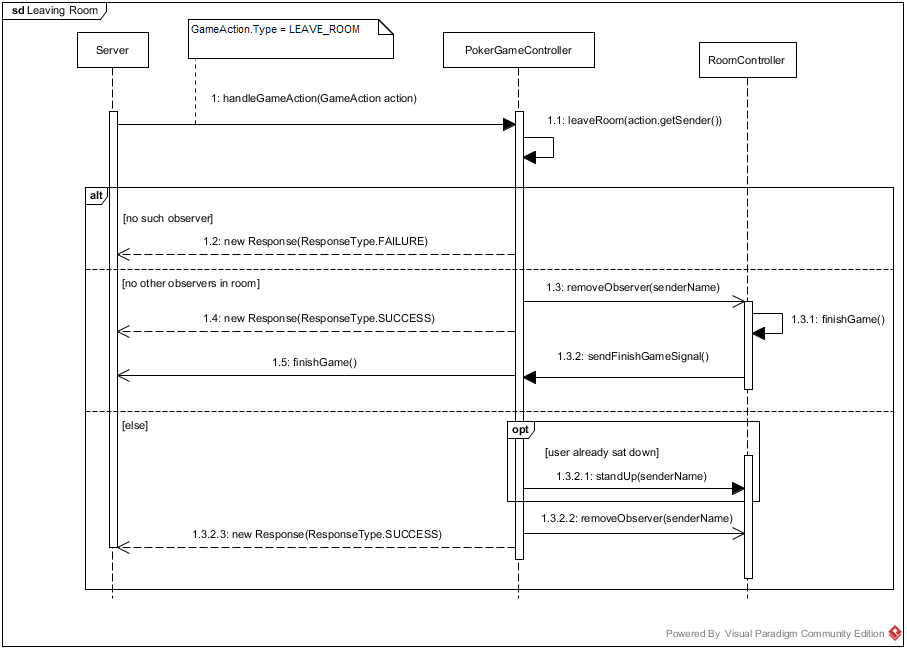 sd Leaving Room
GameAction.Type = LEAVE_ROOM
Server
PokerGameController
RoomController
1: handleGameAction(GameAction action)
1.1: leaveRoom(action.getSender())
alt
[no such observer]
1.2: new Response(ResponseType.FAILURE)
[no other observers in room]
1.3: removeObserver(senderName)
1.4: new Response(ResponseType.SUCCESS)
1.3.1: finishGame()
1.5: finishGame()
1.3.2: sendFinishGameSignal()
[else]
opt
[user already sat down]
1.3.2.1: standUp(senderName)
1.3.2.2: removeObserver(senderName)
1.3.2.3: new Response(ResponseType.SUCCESS)
Powered By Visual Paradigm Community Edition